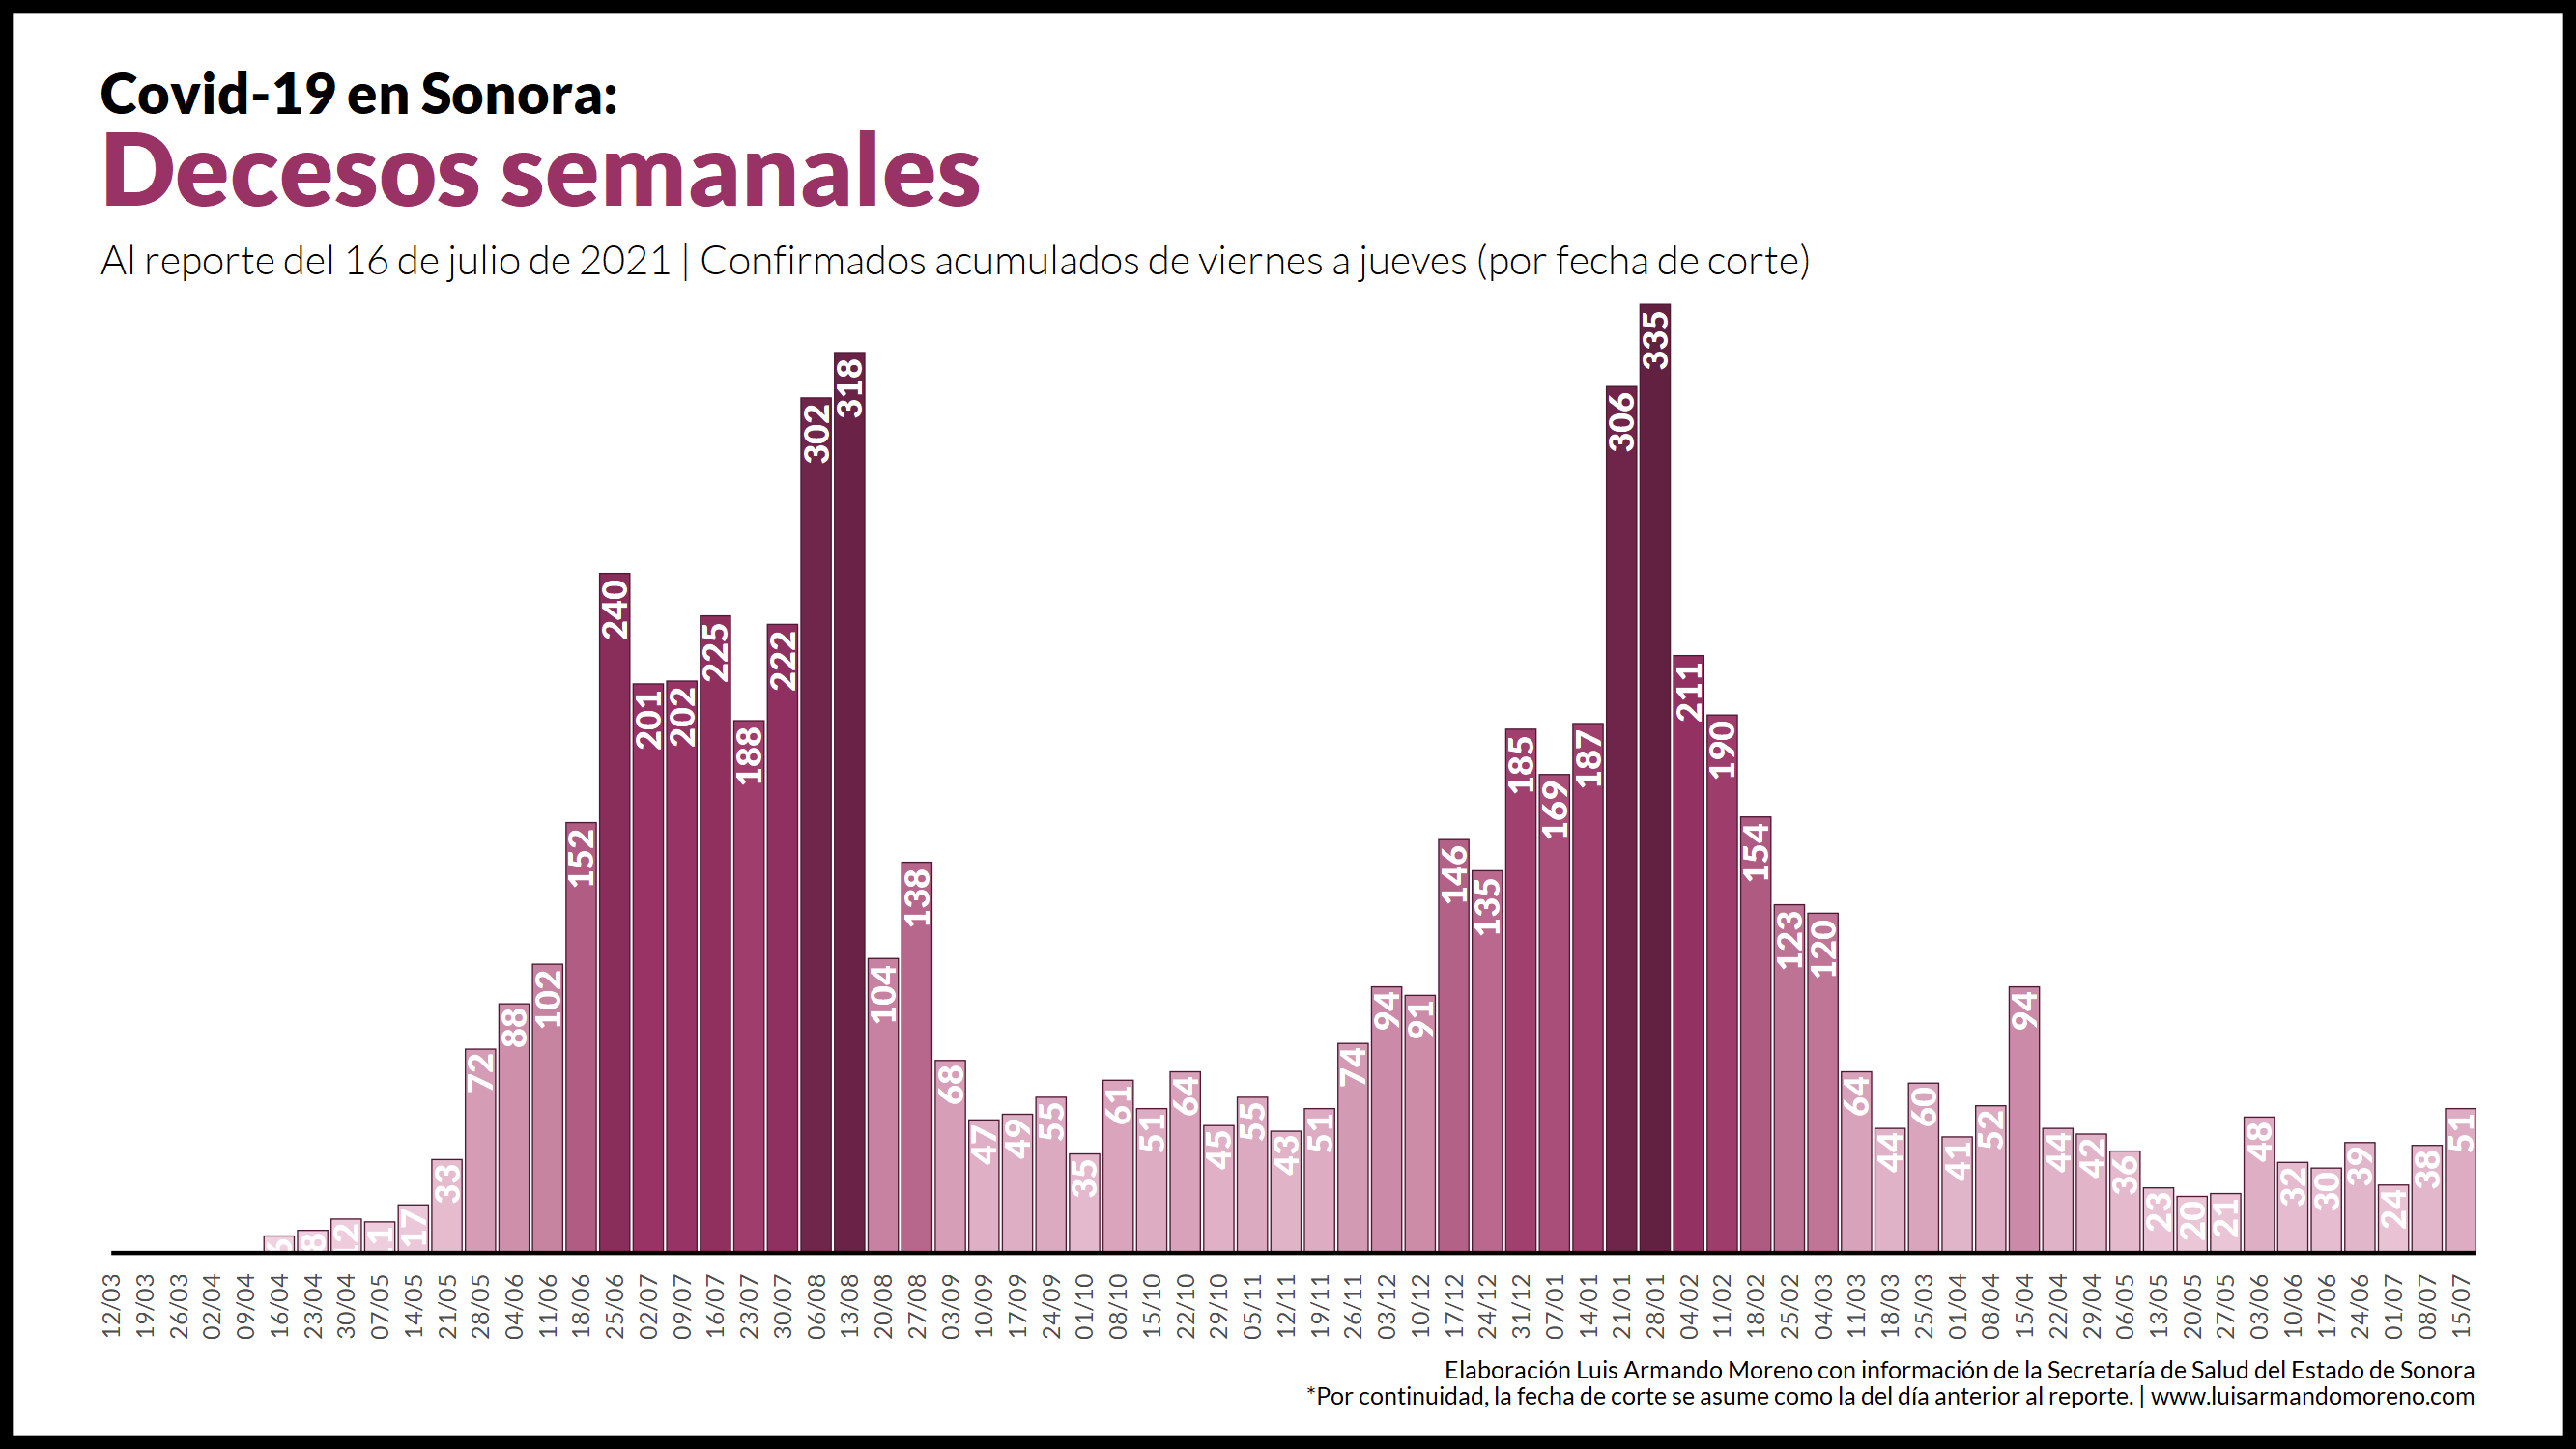 Covid-19 en Sonora:
Decesos semanales
Al reporte del 16 de julio de 2021 | Confirmados acumulados de viernes a jueves (por fecha de corte)
6 8 12 11 17 33 72 88 102 152 240 201 202 225 188 222 302 318 104 138 68 47 49 55 35 61 51 64 45 55 43 51 74 94 91 146 135 185 169 187 306 335 211 190 154 123 120 64 44 60 41 52 94 44 42 36 23 20 21 48 32 30 39 24 38 51
12/03 19/03 26/03 02/04 09/04 16/04 23/04 30/04 07/05 14/05 21/05 28/05 04/06 11/06 18/06 25/06 02/07 09/07 16/07 23/07 30/07 06/08 13/08 20/08 27/08 03/09 10/09 17/09 24/09 01/10 08/10 15/10 22/10 29/10 05/11 12/11 19/11 26/11 03/12 10/12 17/12 24/12 31/12 07/01 14/01 21/01 28/01 04/02 11/02 18/02 25/02 04/03 11/03 18/03 25/03 01/04 08/04 15/04 22/04 29/04 06/05 13/05 20/05 27/05 03/06 10/06 17/06 24/06 01/07 08/07 15/07
Elaboración Luis Armando Moreno con información de la Secretaría de Salud del Estado de Sonora
*Por continuidad, la fecha de corte se asume como la del día anterior al reporte. | www.luisarmandomoreno.com